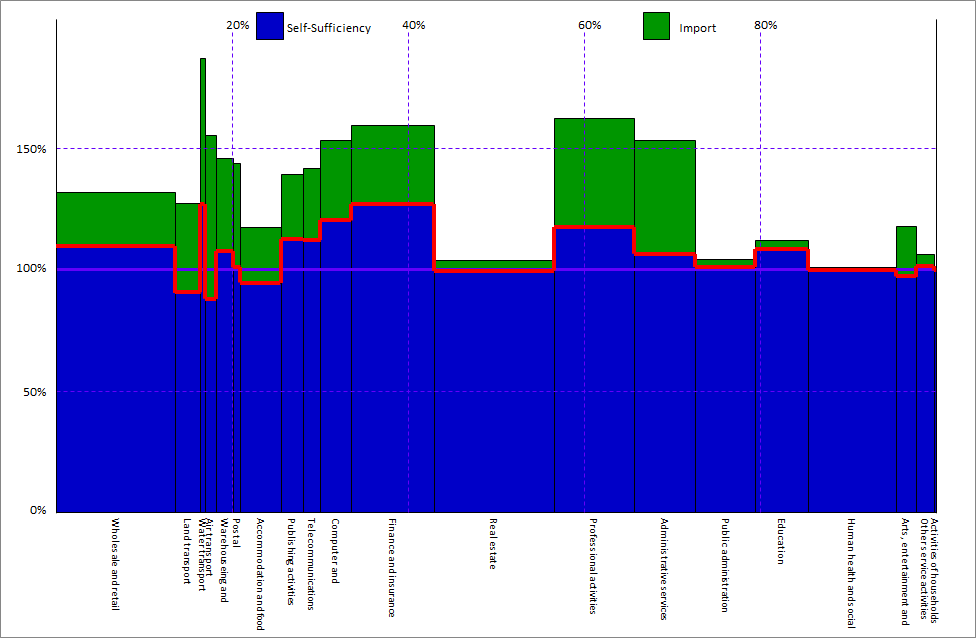 20%
Self-Sufficiency
40%
60%
Import
80%
150%
100%
50%
0%
Wholesale and retail
Land transport
Water transport
Air transport
Warehousing and
Postal
Accommodation and food
Publishing activities
Telecommunications
Computer and
Finance and insurance
Real estate
Professional activities
Administrative services
Public administration
Education
Human health and social
Arts, entertainment and
Other service activities
Activities of households